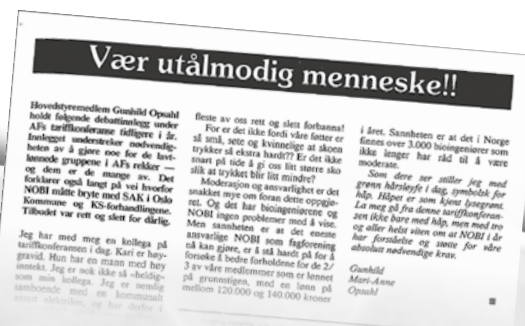 Vær utålmodig menneske!!
Hovedstyremedlem Gunhild Opsahl
holdt følgende debattinnlegg under
AFs tariffkonferanse tidligere i år.
Innlegget understreker nødvendig-
heten av å gjøre noe for de lavt-
lønnede gruppene i AFs rekker —
og dem er de mange av. Det
forklarer også langt på vei hvorfor
NOBI måtte bryte med SAK i Oslo
Kommune og KS-forhandlingene.
Tilbudet var rett og slett for dårlig.
Jeg har med meg en kollega på
tariffkonferansen i dag. Kari er høy-
gravid. Hun har en mann med høy
inntekt. Jeg er nok ikke så «heldig»
som min kollega. Jeg er nemlig
samboende med en kommunalt
ansatt elektriker, og har derfor i
fleste av oss rett og slett forbanna!
For er det ikke fordi våre føtter er
så små, søte og kvinnelige at skoen
trykker så ekstra hardt?? Er det ikke
snart på tide å gi oss litt større sko
slik at trykket blir litt mindre?
Moderasjon og ansvarlighet er det
snakket mye om foran dette oppgjø-
ret. Og det har bioingeniørene og
NOBI ingen problemer med å vise.
Men sannheten er at det eneste
ansvarlige NOBI som fagforening
nå kan gjøre, er å stå hardt på for å
forsøke å bedre forholdene for de 2/
3 av våre medlemmer som er lønnet
på grunnstigen, med en lønn på
mellom 120.000 og 140.000 kroner
i året. Sannheten er at det i Norge
finnes over 3.000 bioingeniører som
ikke lenger har råd til å være
moderate.
Som dere ser stiller jeg med
grønn hårsløyfe i dag, symbolsk for
håp. Håpet er som kjent lysegrønt.
La meg gå fra denne tariffkonferan-
sen ikke bare med håp, men med tro
og aller helst viten om at NOBI i år
har forståelse og støtte for våre
absolutt nødvendige krav.
Gunhild
Mari-Anne
Opsahl